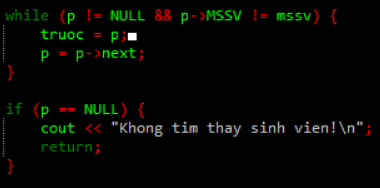 while (p != NULL && p->MSSV != mssv) {
truoc = p;
p = p->next;
}
if (p == NULL) {
cout << "Khong tim thay sinh vien!\n";
return;
}